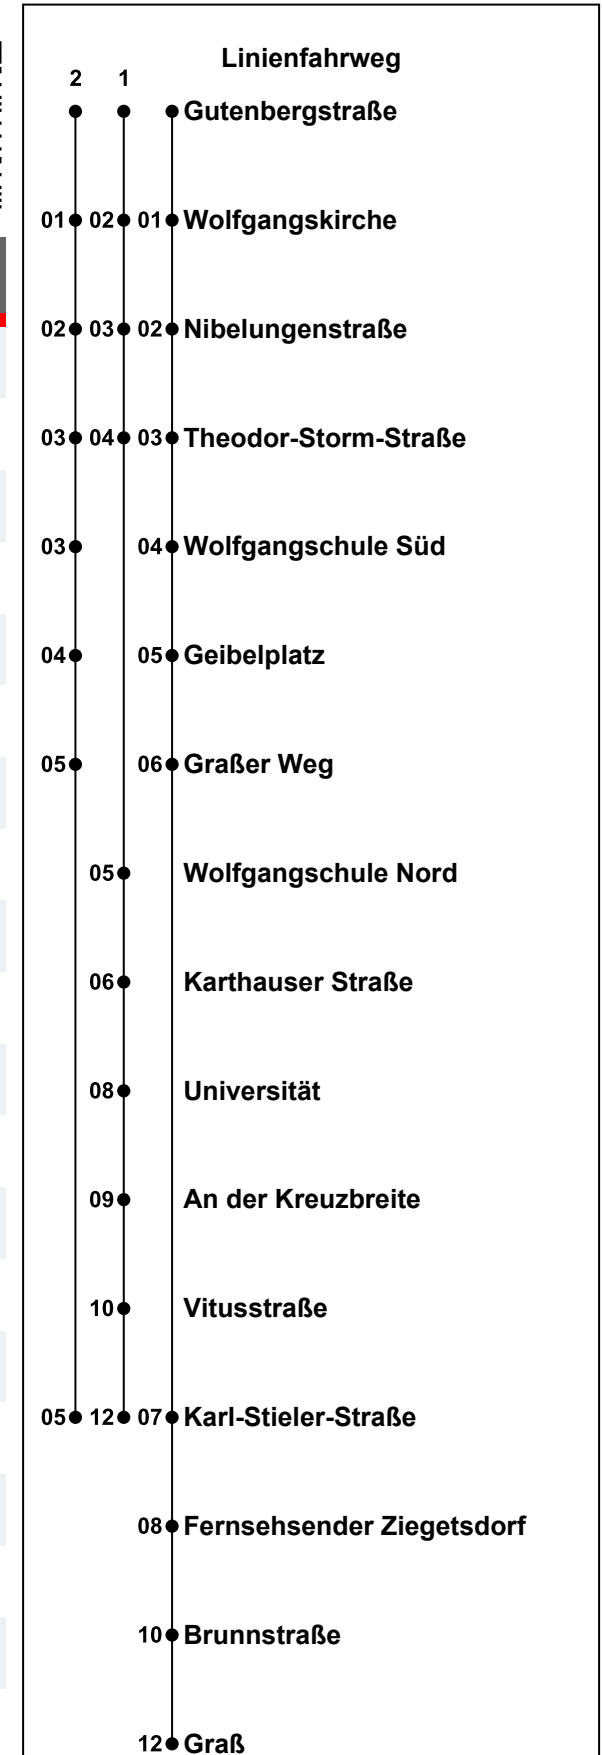 Linienfahrweg
2 1
Gutenbergstraße
01 02 01 Wolfgangskirche
02 03 02 Nibelungenstraße
03 04 03 Theodor-Storm-Straße
03 04 Wolfgangschule Süd
04 05 Geibelplatz
05 06 Graßer Weg
05 Wolfgangschule Nord
06 Karthauser Straße
08 Universität
09 An der Kreuzbreite
10 Vitusstraße
05 12 07 Karl-Stieler-Straße
08 Fernsehsender Ziegetsdorf
10 Brunnstraße
12 Graß